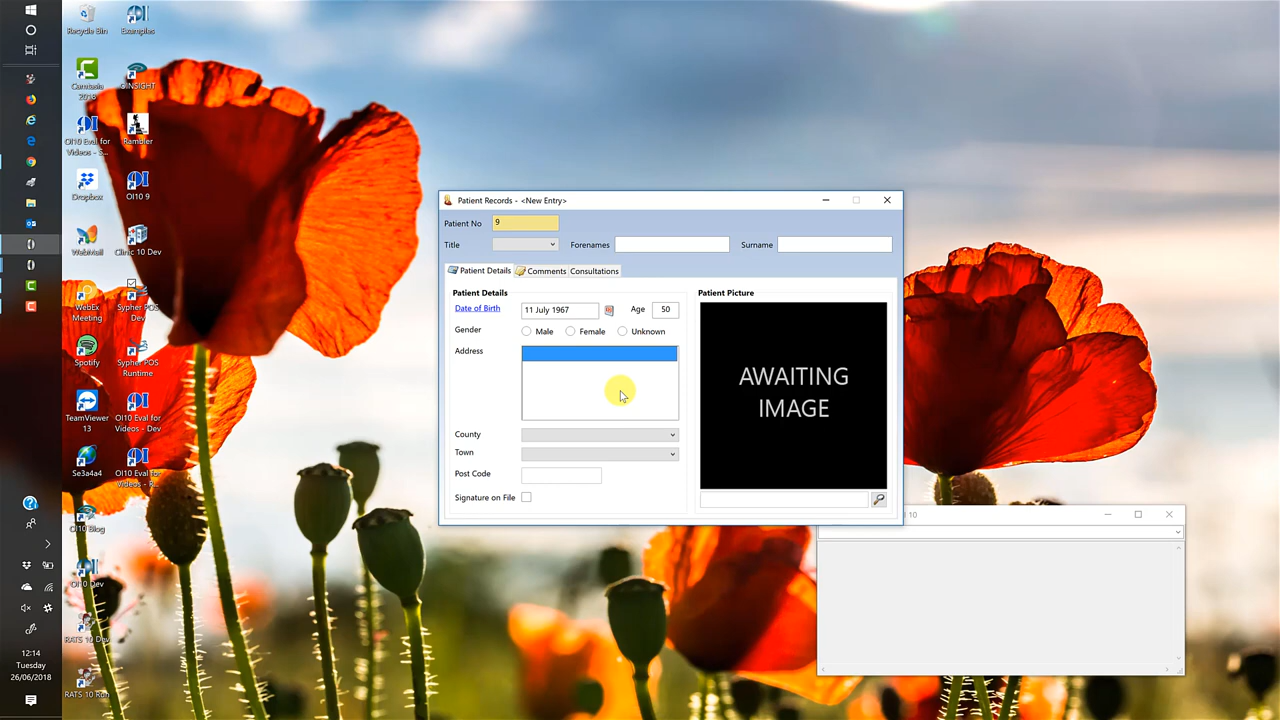 Recycle Bin
Examples
Camtasia
2018
OINSIGHT
OI10 Eval for
Videos - S...
Rambler
Dropbox
OI10 9
WebMail
Clinic 10 Dev
WebEx
Meeting
Sypher POS
Dev
Spotify
Sypher POS
Runtime
TeamViewer
13
OI10 Eval for
Videos - Dev
Se3a4a4
OI10 Eval for
Videos - R...
OI10 Blog
OI10 Dev
RATS 10 Dev
RATS 10 Run
12:14
Tuesday
26/06/2018
Patient Records - <New Entry>
Patient No
9
Title
Forenames
Surname
Patient Details
Comments
Consultations
Patient Details
Date of Birth
11 July 1967
Age
50
Gender
Male
Female
Unknown
Address
County
Town
Post Code
Signature on File
Patient Picture
AWAITING
IMAGE
10